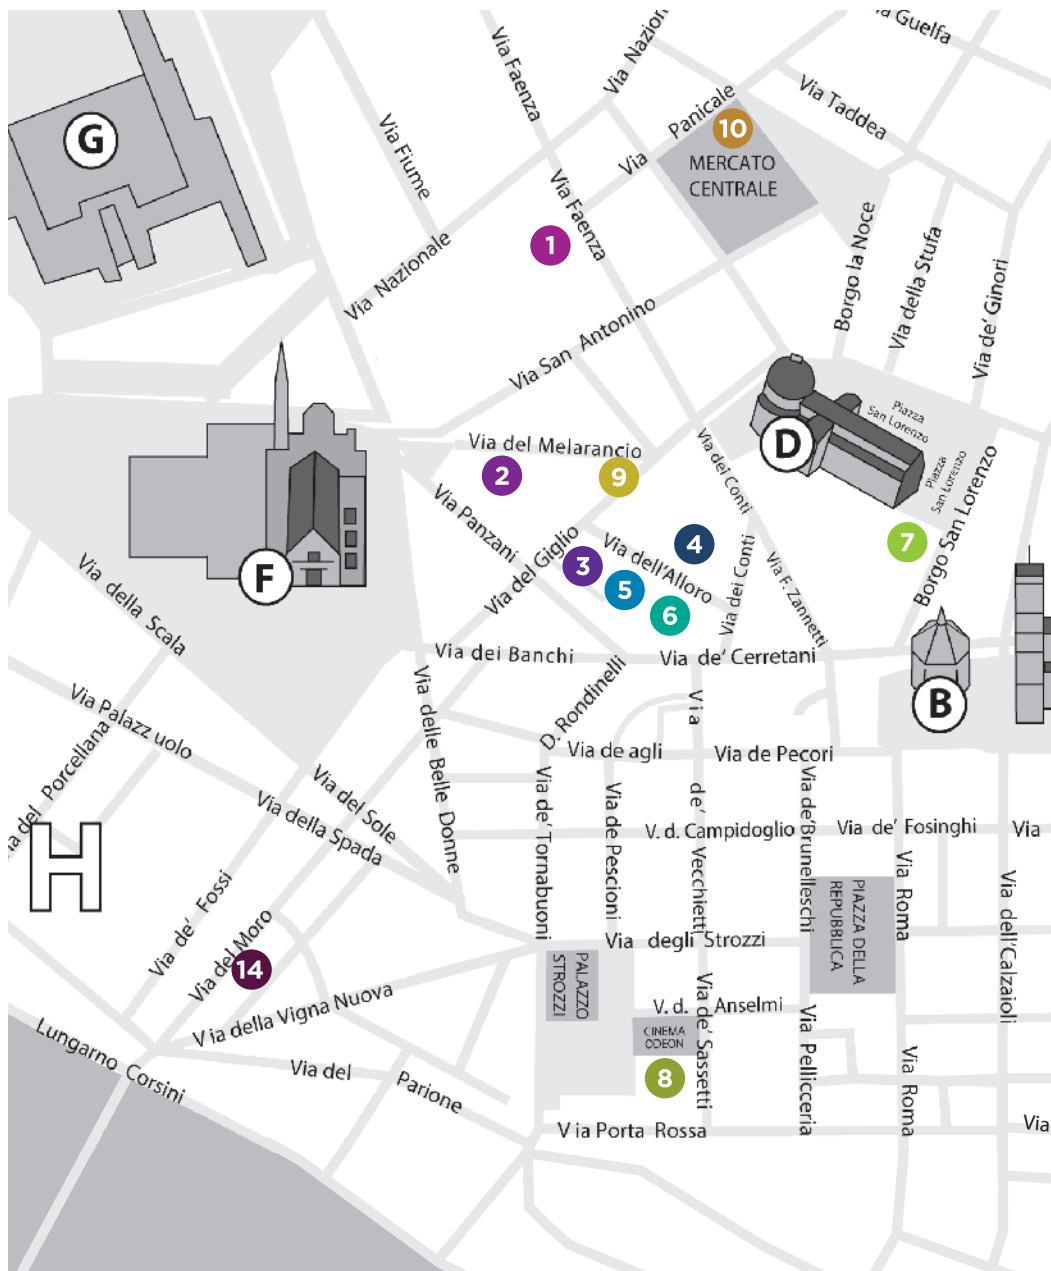 Via Guelfa
Via Faenza
Via Nazion
Panicale
10
Via Taddea
G
Via Fiume
Via
MERCATO
CENTRALE
Via Faenza
1
Via Nazionale
Borgo la Noce
Via della Stufa
Via de' Ginori
Via San Antonino
Piazza
San Lorenzo
D
Via del Melarancio
Via dei Conti
Piazza
San Lorenzo
Borgo San Lorenzo
2
9
Via Panzani
Via del Giglio
4
7
3
Via dell'Alloro
5
6
Via dei Conti
Via F. Zannetti
F
Via della Scala
Via dei Banchi
Via de' Cerretani
B
D. Rondinelli
Via delle Belle Donne
Via Palazz uolo
Via de agli
Via de Pecori
Via del Porcellana
Via del Sole
Via della Spada
Via de' Tornabuoni
Via de Pescioni
Via de' Vecchietti
Via de'Brunelleschi
V. d. Campidoglio
Via de' Fosinghi
Via
H
Via Roma
PIAZZA DELLA
REPUBBLICA
Via dell'Calzaioli
Via de' Fossi
Via del Moro
14
Via degli Strozzi
PALAZZO
STROZZI
Via della Vigna Nuova
V. d. Anselmi
Via de' Sassetti
CINEMA
ODEON
8
Via Pellicceria
Via Roma
Lungarno Corsini
Via del Parione
Via Porta Rossa
Via